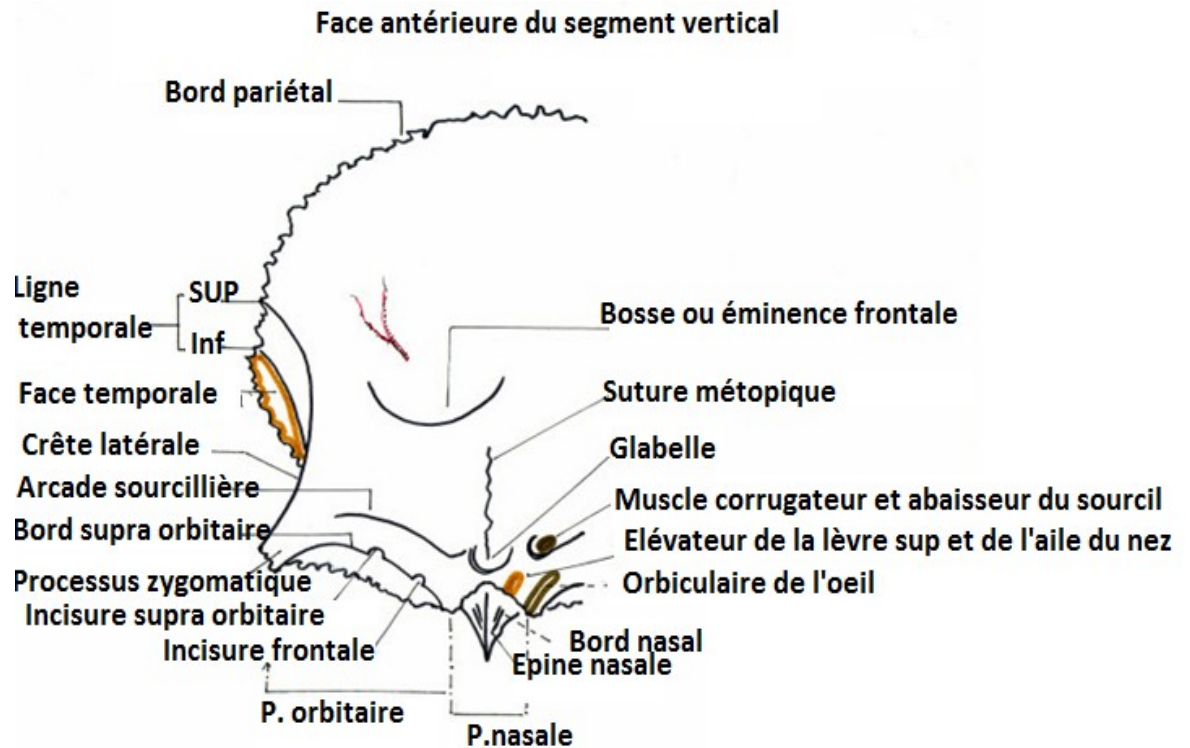 Face antérieure du segment vertical
Bord pariétal
Ligne
temporale
SUP
Inf
Face temporale
Crête latérale
Arcade sourcillière
Bord supra orbitaire
Processus zygomatique
Incisure supra orbitaire
Incisure frontale
P. orbitaire
P.nasale
Bosse ou éminence frontale
Suture métopique
Glabelle
Muscle corrugateur et abaisseur du sourcil
Elévateur de la lèvre sup et de l'aile du nez
Orbiculaire de l'oeil
Bord nasal
Epine nasale